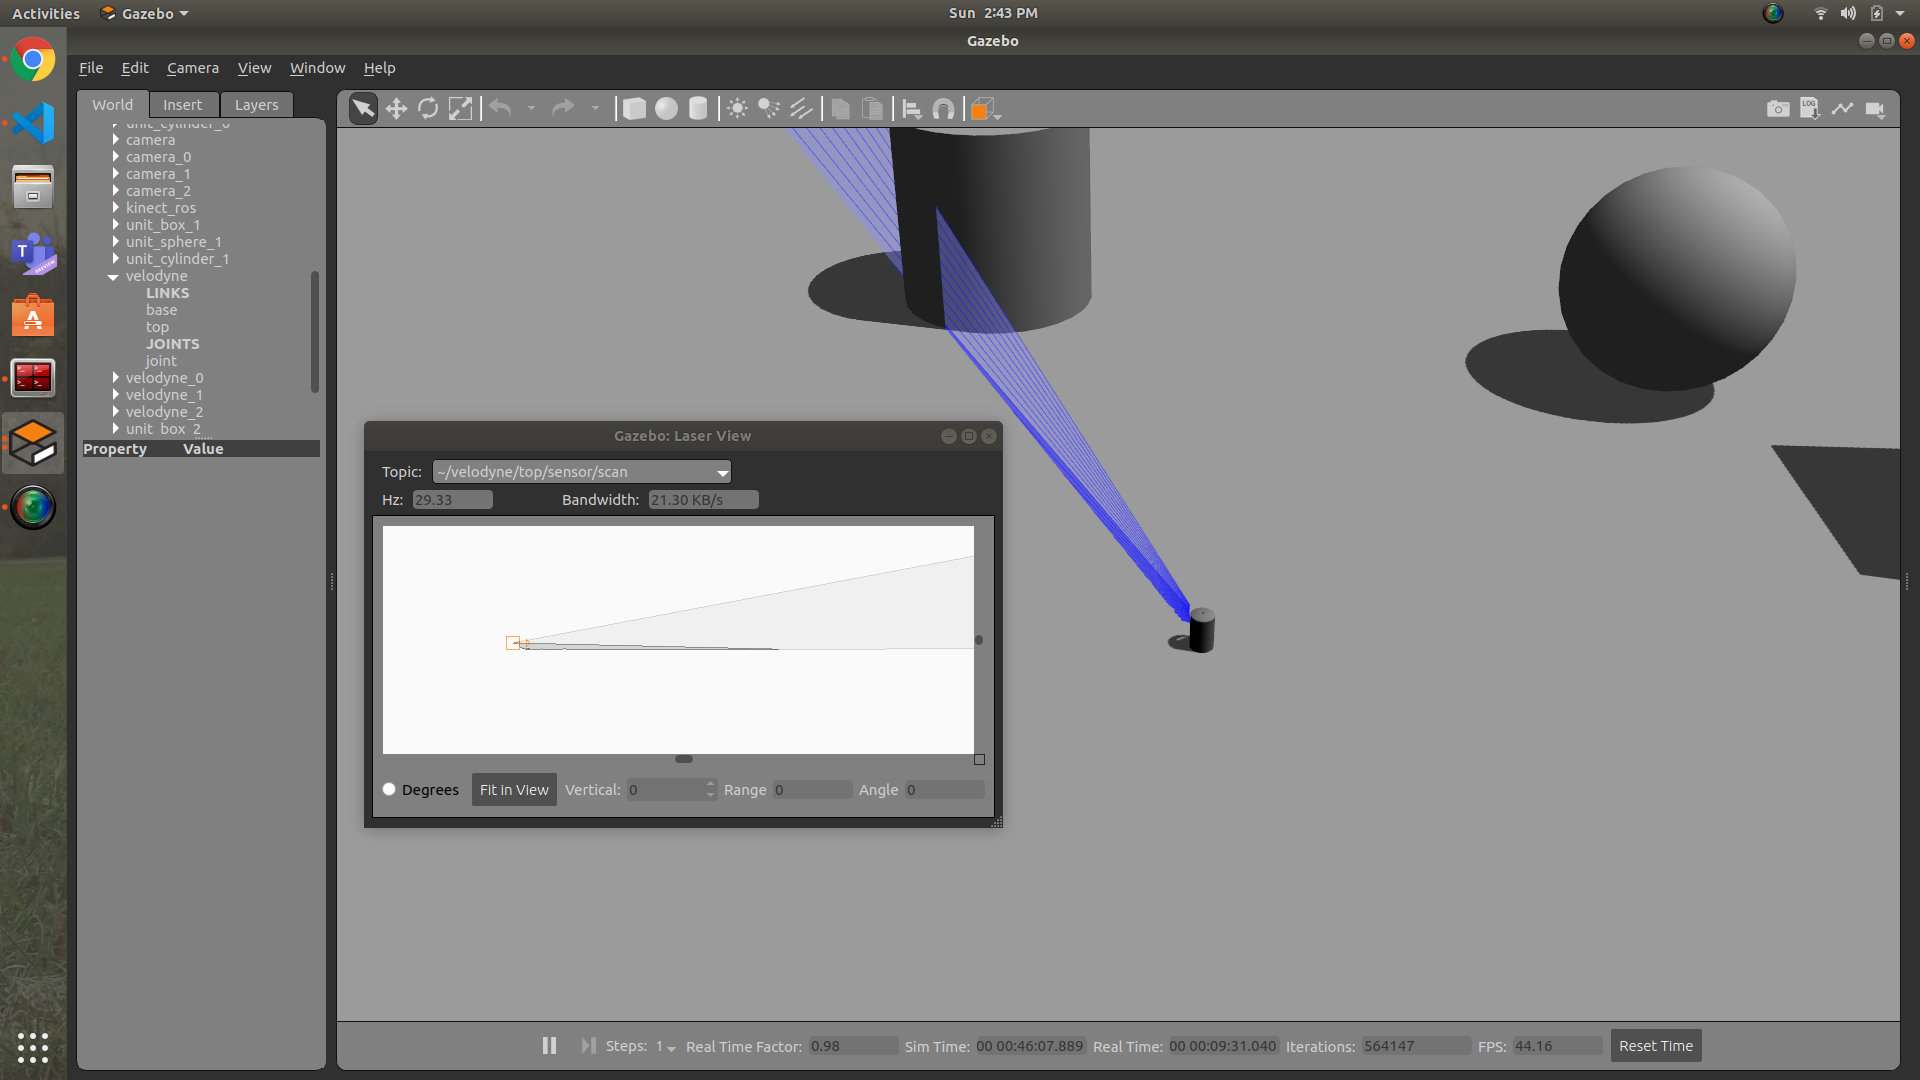 Activities Gazebo Sun 2:43 PM
Gazebo
File Edit Camera View Window Help
World Insert Layers
unit_cylinder_0
camera
camera_0
camera_1
camera_2
kinect_ros
unit_box_1
unit_sphere_1
unit_cylinder_1
velodyne
LINKS
base
top
JOINTS
joint
velodyne_0
velodyne_1
velodyne_2
unit_box_2
Property Value
LOG
T
PREVIEW
Gazebo: Laser View
Topic: ~/velodyne/top/sensor/scan
Hz: 29.33 Bandwidth: 21.30 KB/s
Degrees Fit in View Vertical: 0 Range 0 Angle 0
Steps: 1 Real Time Factor: 0.98 Sim Time: 00 00:46:07.889 Real Time: 00 00:09:31.040 Iterations: 564147 FPS: 44.16 Reset Time